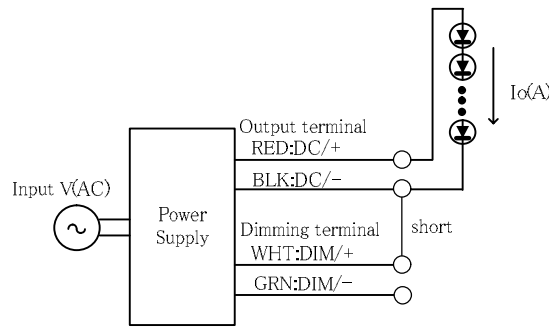 Output terminal
RED:DC/+
BLK:DC/-
Io(A)
Input V(AC)
Power
Supply
Dimming terminal
WHT:DIM/+
GRN:DIM/-
short